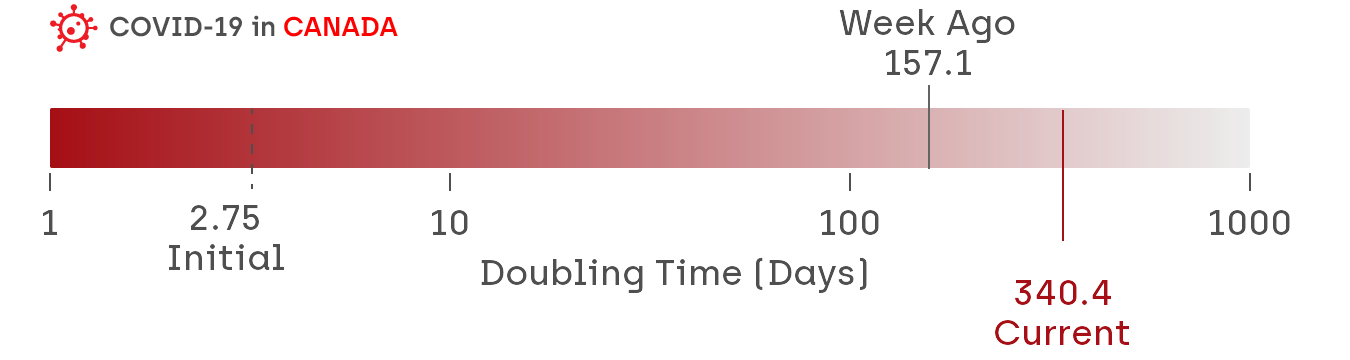 COVID-19 in CANADA
Week Ago
157.1
1
2.75
Initial
10
100
1000
Doubling Time (Days)
340.4
Current